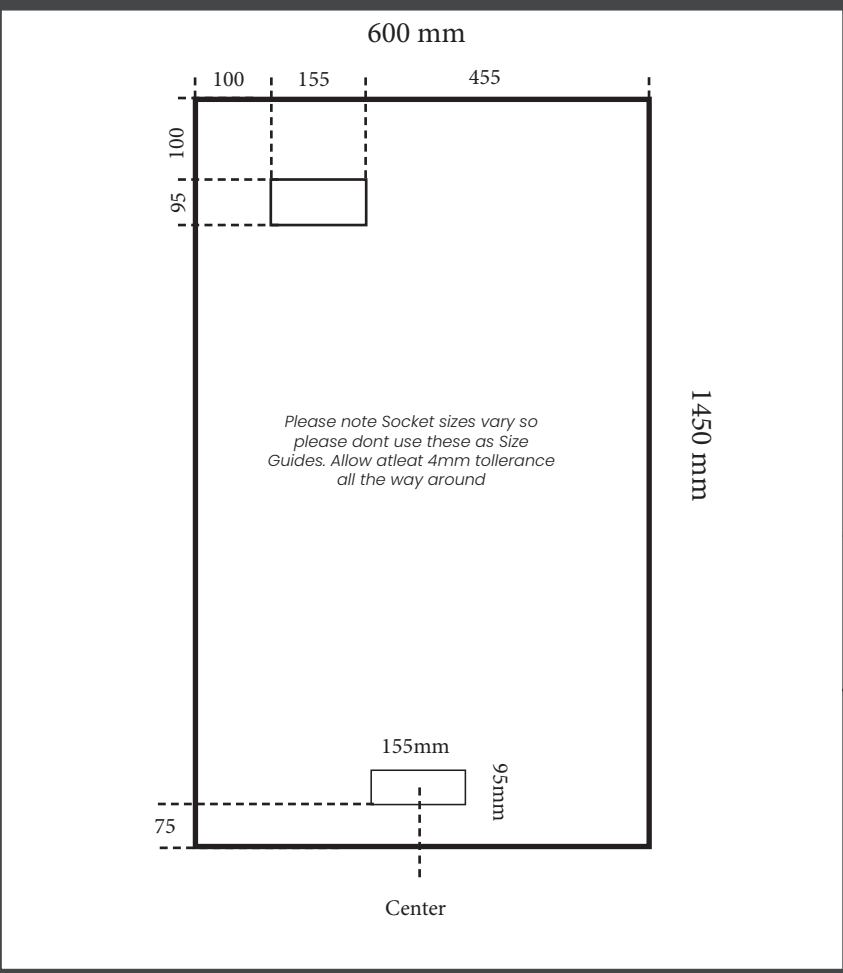 600 mm
100
155
455
100
95
Please note Socket sizes vary so
please dont use these as Size
Guides. Allow atleat 4mm tollerance
all the way around
1450 mm
155mm
95mm
75
Center